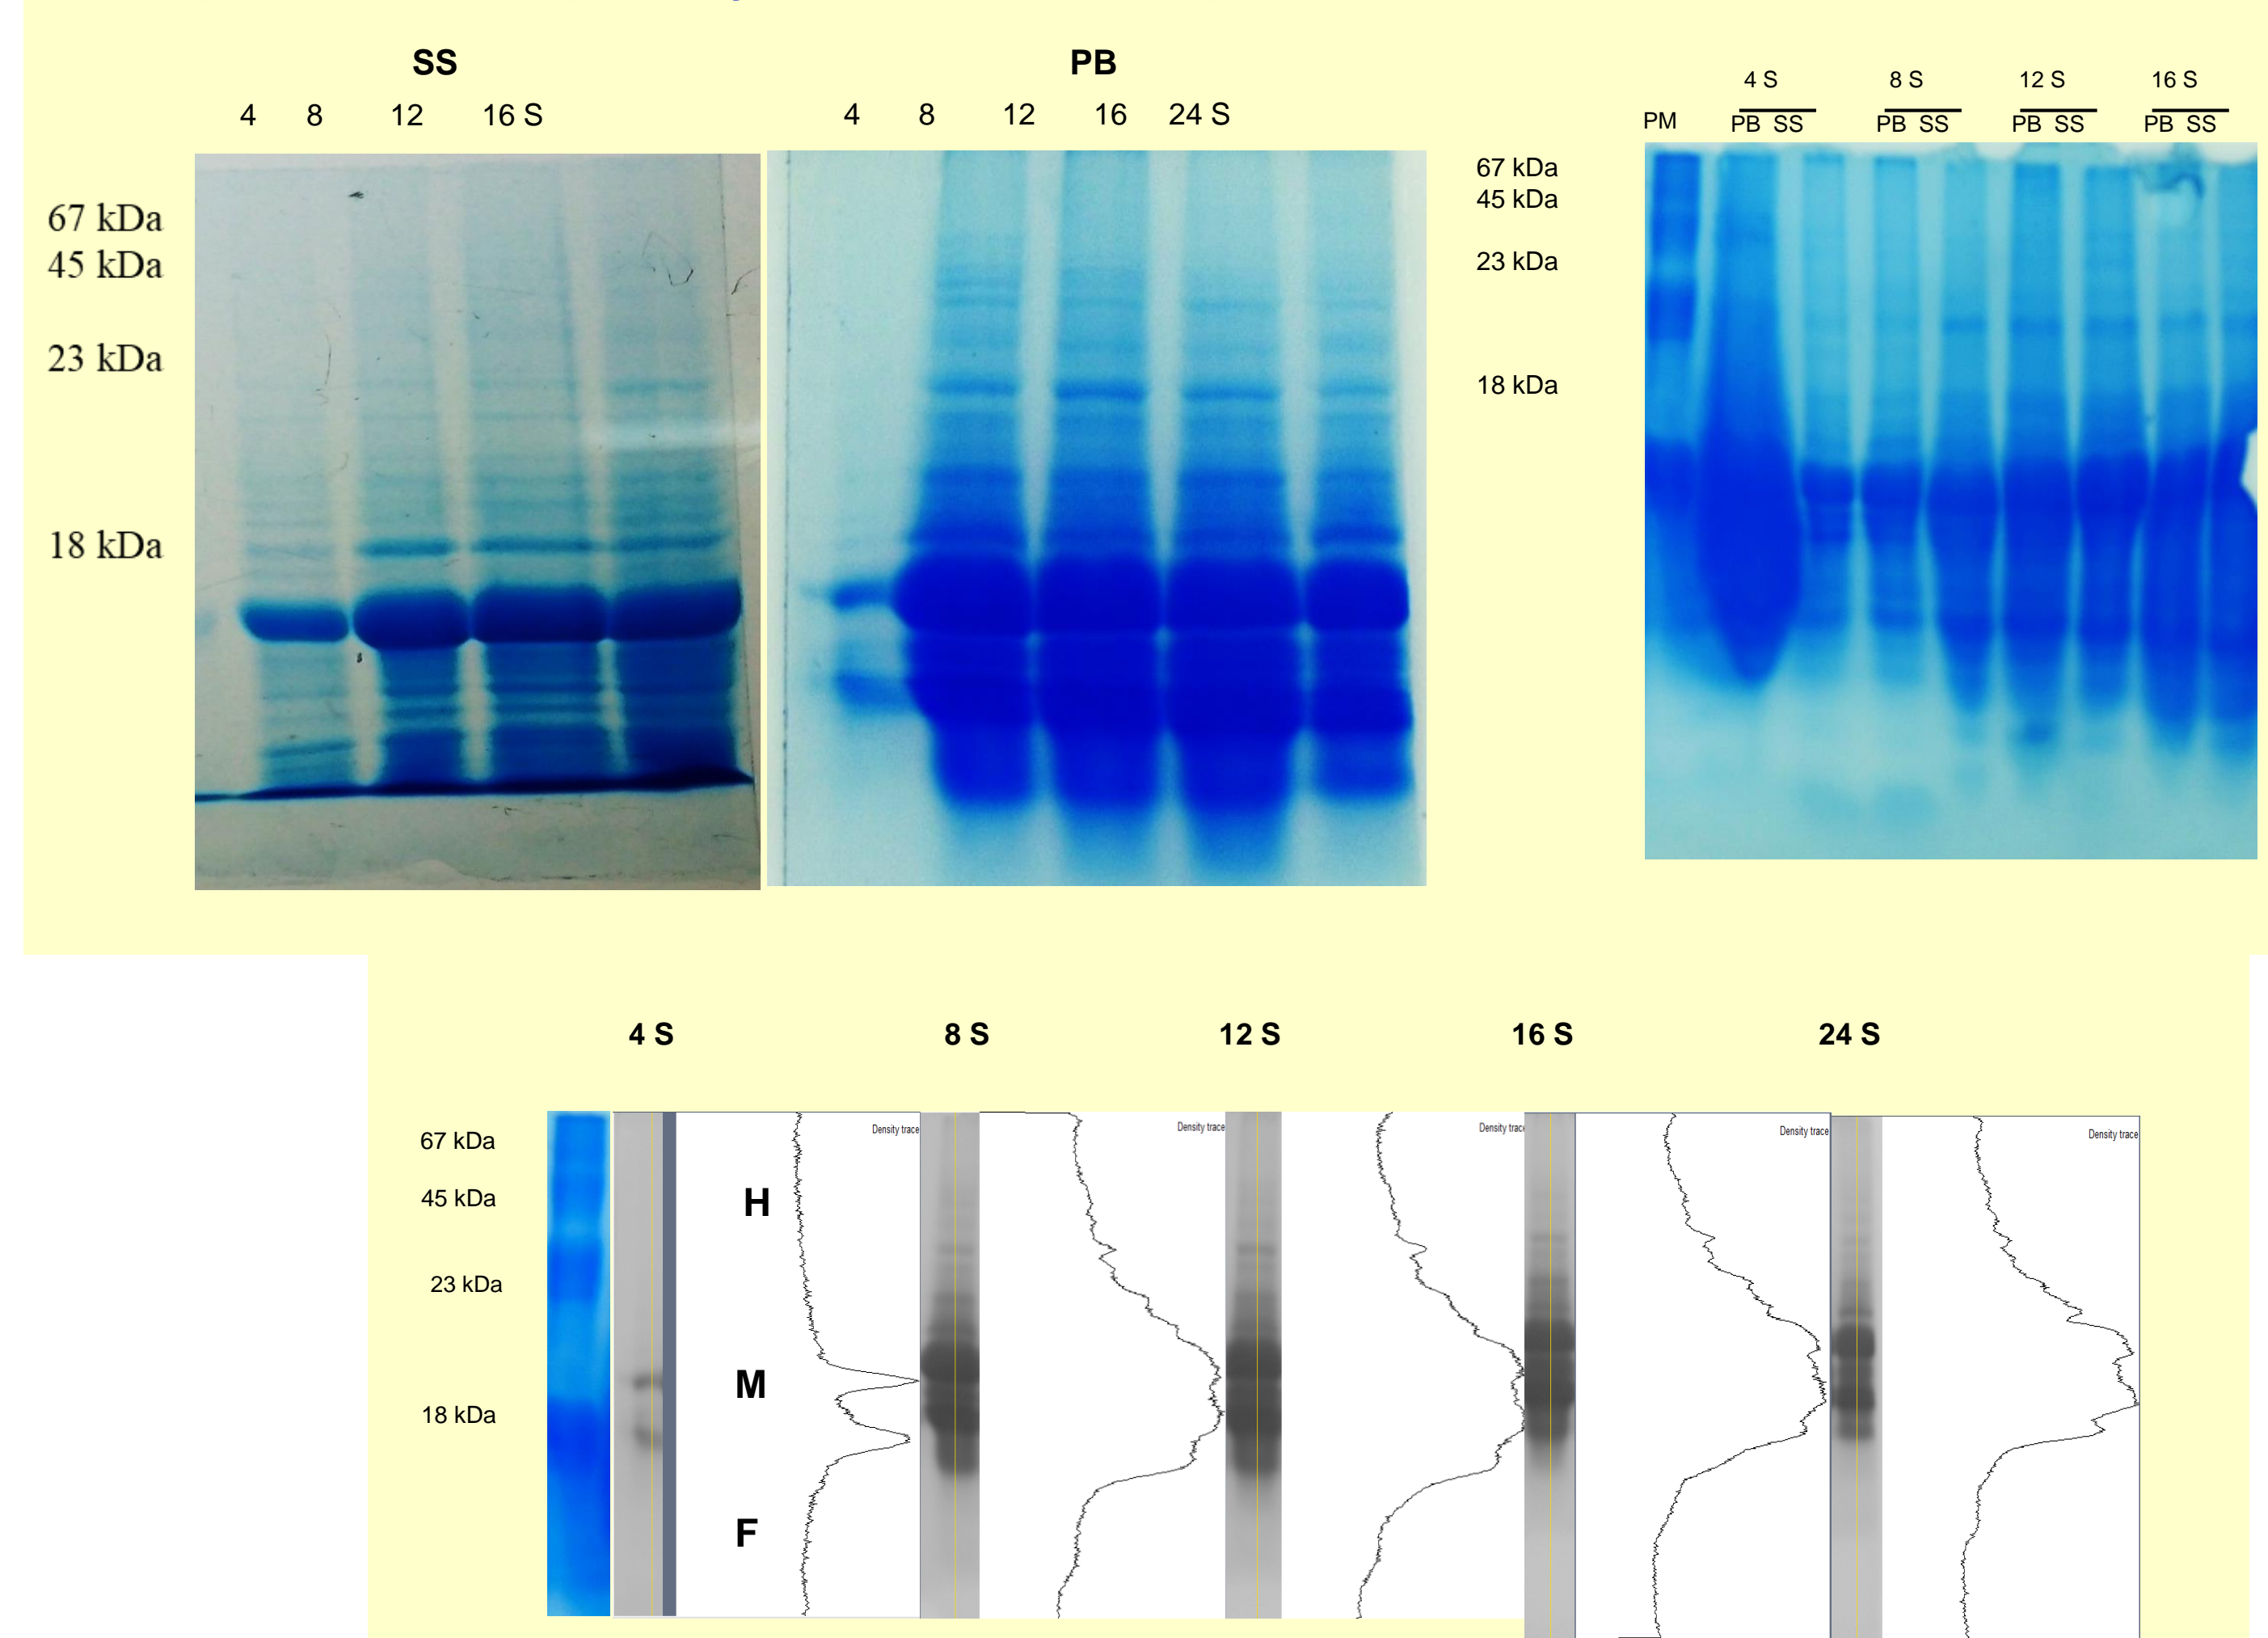 SS
4 8 12 16 S
67 kDa
45 kDa
23 kDa
18 kDa
PB
4 8 12 16 24 S
4 S 8 S 12 S 16 S
PM PB SS PB SS PB SS PB SS
67 kDa
45 kDa
23 kDa
18 kDa
4 S 8 S 12 S 16 S 24 S
67 kDa
45 kDa
23 kDa
18 kDa
Density trace Density trace Density trace Density trace Density trace
H
M
F